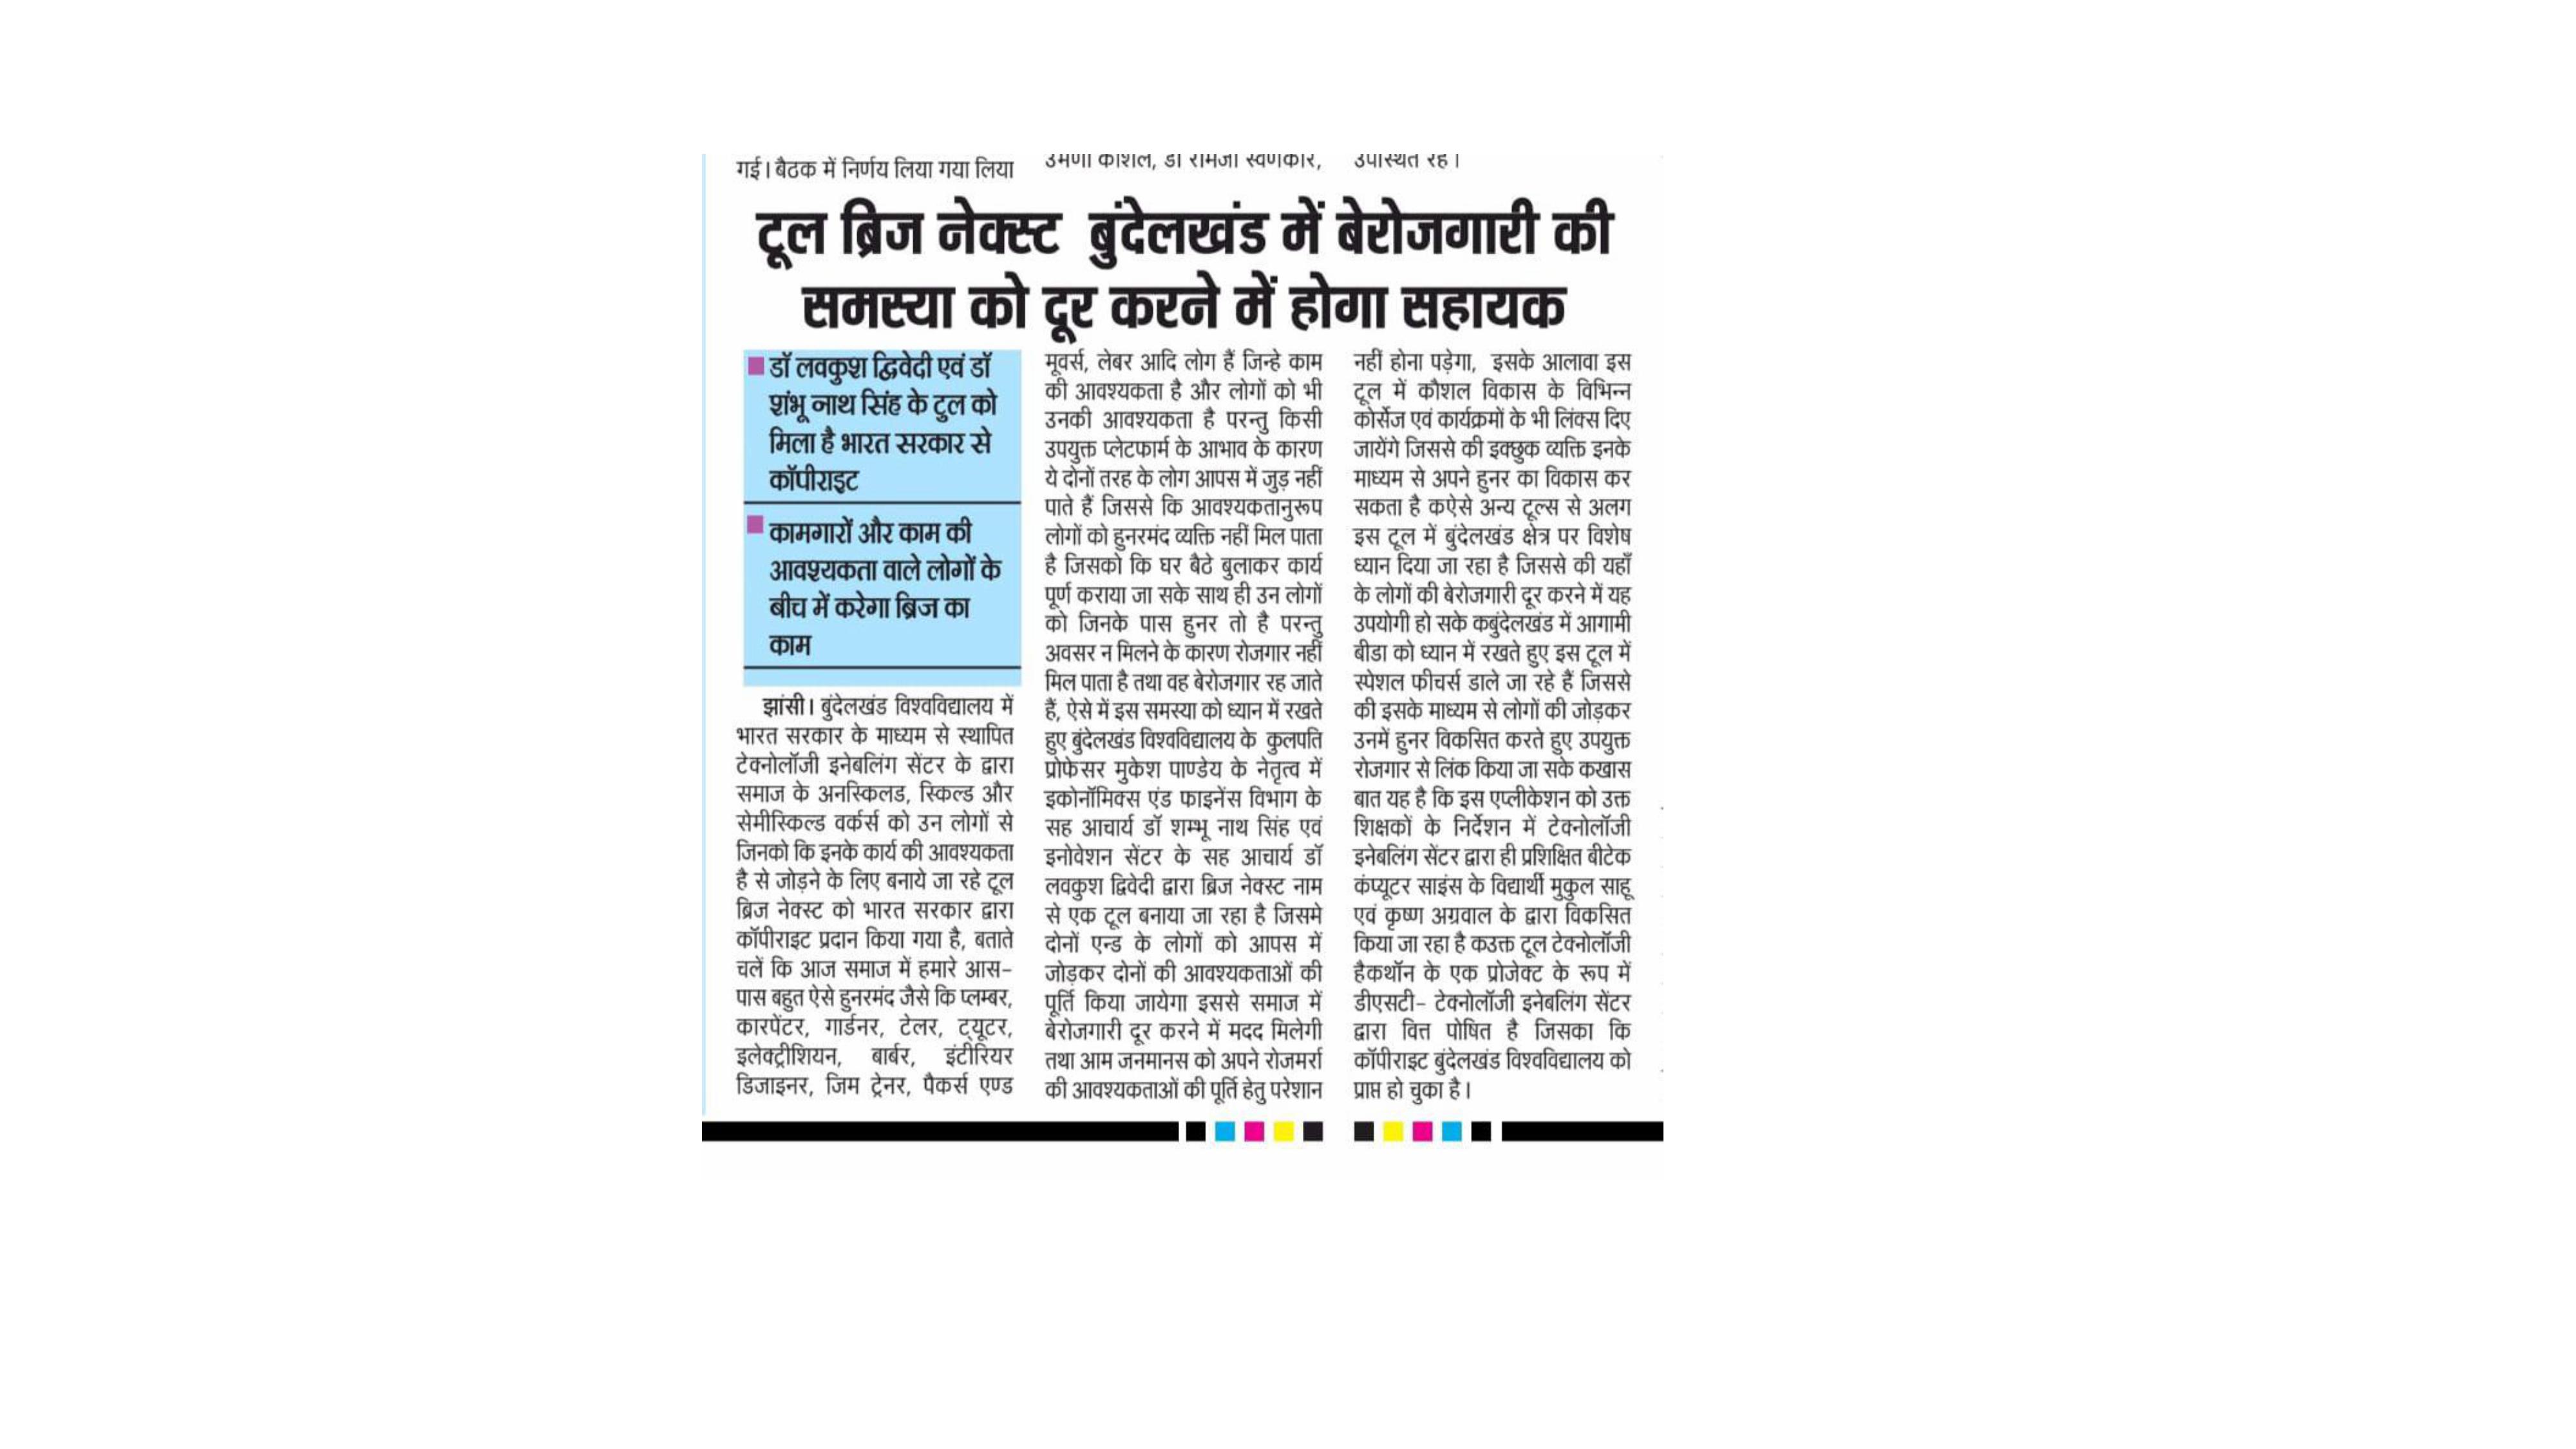 गई। बैठक में निर्णय लिया गया लिया
उपस्थित रहे।
टूल ब्रिज नेक्स्ट बुंदेलखंड में बेरोजगारी की
समस्या को दूर करने में होगा सहायक
डॉ लवकुश द्विवेदी एवं डॉ
शंभू नाथ सिंह के टुल को
मिला है भारत सरकार से
कॉपीराइट
कामगारों और काम की
आवश्यकता वाले लोगों के
बीच में करेगा ब्रिज का
काम
झांसी। बुंदेलखंड विश्वविद्यालय में
भारत सरकार के माध्यम से स्थापित
टेक्नोलॉजी इनेबलिंग सेंटर के द्वारा
समाज के अनस्किलड, स्किल्ड और
सेमीस्किल्ड वर्कर्स को उन लोगों से
जिनको कि इनके कार्य की आवश्यकता
है से जोड़ने के लिए बनाये जा रहे टूल
ब्रिज नेक्स्ट को भारत सरकार द्वारा
कॉपीराइट प्रदान किया गया है, बताते
चलें कि आज समाज में हमारे आस-
पास बहुत ऐसे हुनरमंद जैसे कि प्लम्बर,
कारपेंटर, गार्डनर, टेलर, ट्यूटर,
इलेक्ट्रीशियन, बार्बर, इंटीरियर
डिजाइनर, जिम ट्रेनर, पैकर्स एण्ड
मूवर्स, लेबर आदि लोग हैं जिन्हे काम
की आवश्यकता है और लोगों को भी
उनकी आवश्यकता है परन्तु किसी
उपयुक्त प्लेटफार्म के आभाव के कारण
ये दोनों तरह के लोग आपस में जुड़ नहीं
पाते हैं जिससे कि आवश्यकतानुरूप
लोगों को हुनरमंद व्यक्ति नहीं मिल पाता
है जिसको कि घर बैठे बुलाकर कार्य
पूर्ण कराया जा सके साथ ही उन लोगों
को जिनके पास हुनर तो है परन्तु
अवसर न मिलने के कारण रोजगार नहीं
मिल पाता है तथा वह बेरोजगार रह जाते
हैं, ऐसे में इस समस्या को ध्यान में रखते
हुए बुंदेलखंड विश्वविद्यालय के कुलपति
प्रोफेसर मुकेश पाण्डेय के नेतृत्व में
इकोनॉमिक्स एंड फाइनेंस विभाग के
सह आचार्य डॉ शम्भू नाथ सिंह एवं
इनोवेशन सेंटर के सह आचार्य डॉ
लवकुश द्विवेदी द्वारा ब्रिज नेक्स्ट नाम
से एक टूल बनाया जा रहा है जिसमे
दोनों एन्ड के लोगों को आपस में
जोड़कर दोनों की आवश्यकताओं की
पूर्ति किया जायेगा इससे समाज में
बेरोजगारी दूर करने में मदद मिलेगी
तथा आम जनमानस को अपने रोजमर्रा
की आवश्यकताओं की पूर्ति हेतु परेशान
नहीं होना पड़ेगा, इसके आलावा इस
टूल में कौशल विकास के विभिन्न
कोर्सेज एवं कार्यक्रमों के भी लिंक्स दिए
जायेंगे जिससे की इक्छुक व्यक्ति इनके
माध्यम से अपने हुनर का विकास कर
सकता है कऐसे अन्य टूल्स से अलग
इस टूल में बुंदेलखंड क्षेत्र पर विशेष
ध्यान दिया जा रहा है जिससे की यहाँ
के लोगों की बेरोजगारी दूर करने में यह
उपयोगी हो सके कबुंदेलखंड में आगामी
बीडा को ध्यान में रखते हुए इस टूल में
स्पेशल फीचर्स डाले जा रहे हैं जिससे
की इसके माध्यम से लोगों की जोड़कर
उनमें हुनर विकसित करते हुए उपयुक्त
रोजगार से लिंक किया जा सके कखास
बात यह है कि इस एप्लीकेशन को उक्त
शिक्षकों के निर्देशन में टेक्नोलॉजी
इनेबलिंग सेंटर द्वारा ही प्रशिक्षित बीटेक
कंप्यूटर साइंस के विद्यार्थी मुकुल साहू
एवं कृष्ण अग्रवाल के द्वारा विकसित
किया जा रहा है कउक्त टूल टेक्नोलॉजी
हैकथॉन के एक प्रोजेक्ट के रूप में
डीएसटी- टेक्नोलॉजी इनेबलिंग सेंटर
द्वारा वित्त पोषित है जिसका कि
कॉपीराइट बुंदेलखंड विश्वविद्यालय को
प्राप्त हो चुका है।